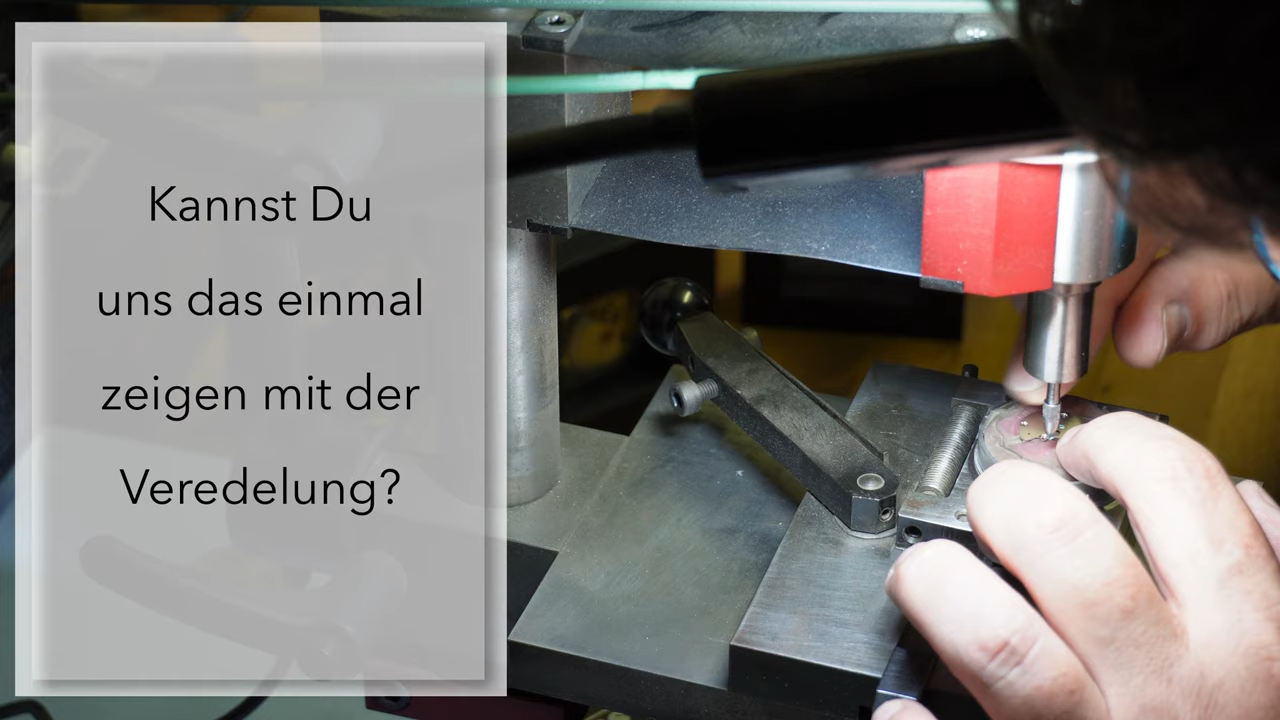 Kannst Du
uns das einmal
zeigen mit der
Veredelung?